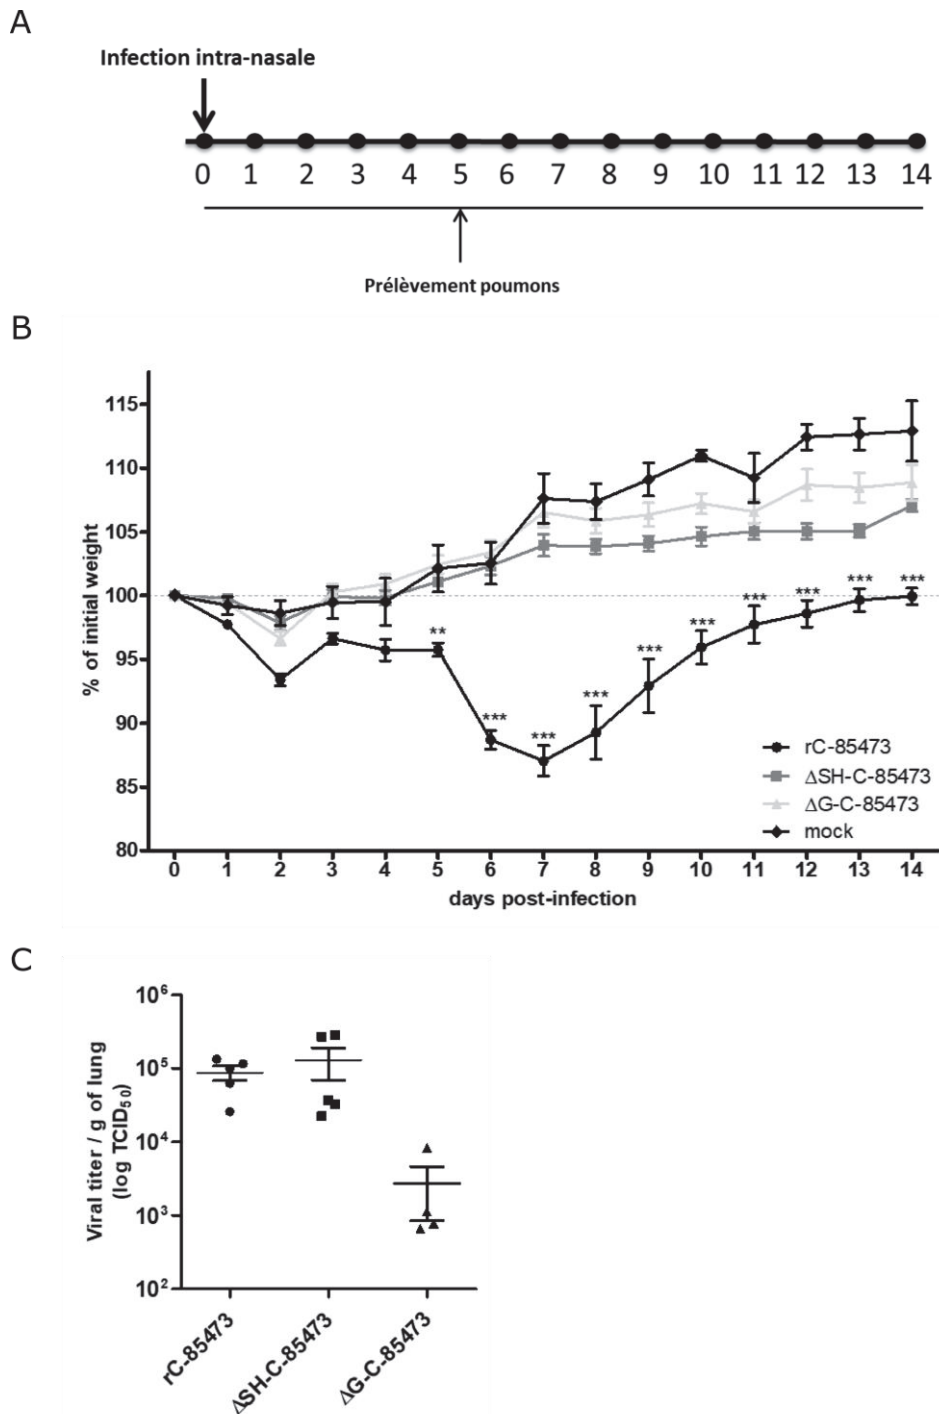 A
Infection intra-nasale
0 1 2 3 4 5 6 7 8 9 10 11 12 13 14
Prélèvement poumons
B
% of initial weight
115
110
105
100
95
90
85
80
** *** *** *** *** *** *** *** *** ***
rC-85473
ΔSH-C-85473
ΔG-C-85473
mock
0 1 2 3 4 5 6 7 8 9 10 11 12 13 14
days post-infection
C
Viral titer / g of lung
(log TCID₅₀)
10⁶
10⁵
10⁴
10³
10²
rC-85473
ΔSH-C-85473
ΔG-C-85473